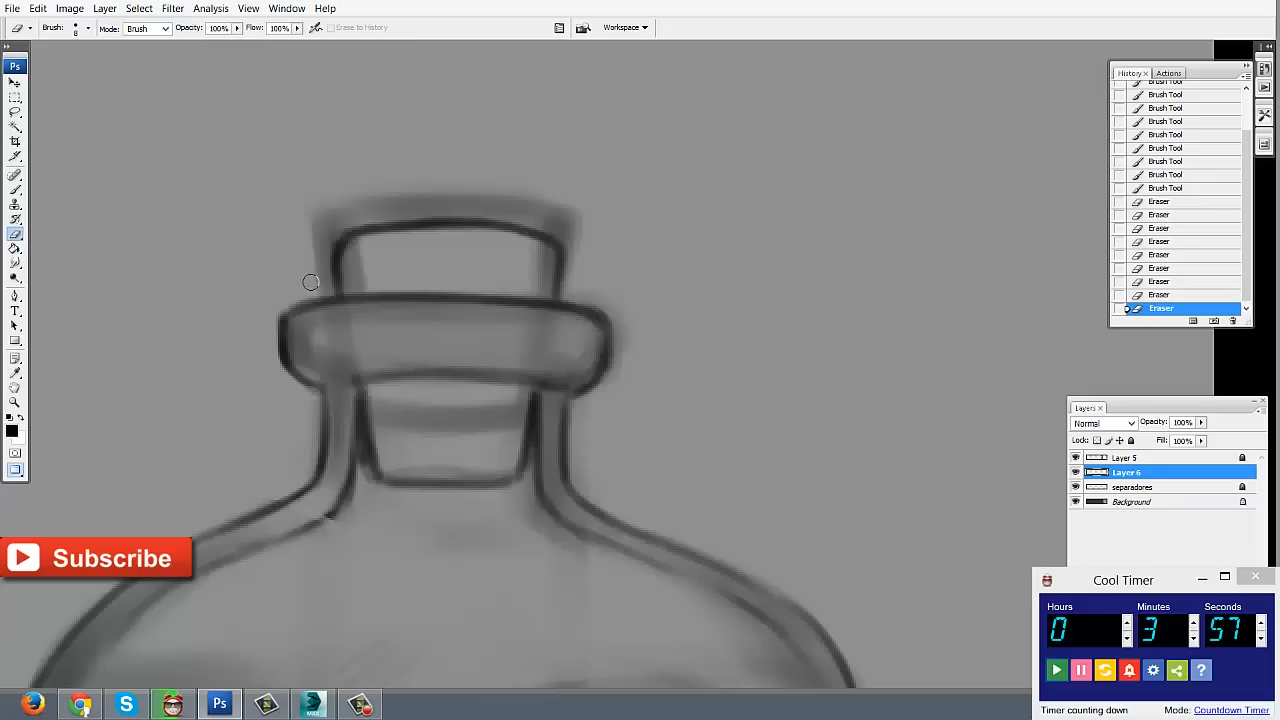 File Edit Image Layer Select Filter Analysis View Window Help
Brush: 8 Mode: Brush Opacity: 100% Flow: 100% Erase to History Workspace
Ps
History Actions
Brush Tool
Brush Tool
Brush Tool
Brush Tool
Brush Tool
Brush Tool
Brush Tool
Brush Tool
Brush Tool
Eraser
Eraser
Eraser
Eraser
Eraser
Eraser
Eraser
Eraser
Eraser
Layers
Normal Opacity: 100%
Lock: Fill: 100%
Layer 5
Layer 6
separadores
Background
Subscribe
Cool Timer
Hours Minutes Seconds
0 3 57
Timer counting down Mode: Countdown Timer
Ps
MAX